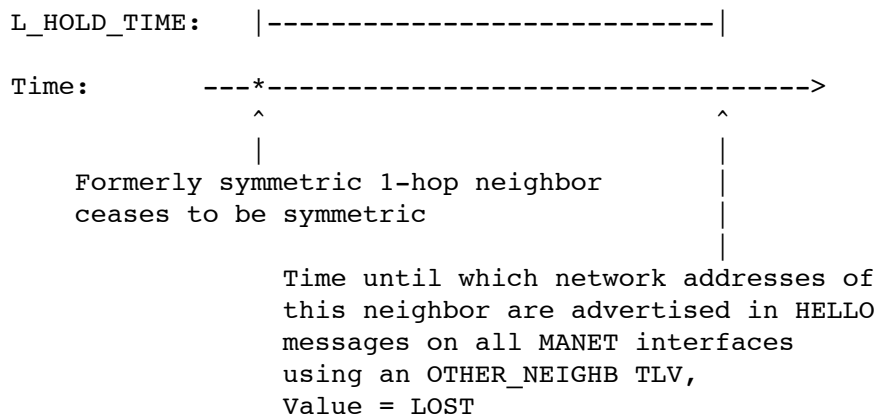 L_HOLD_TIME:   |----------------------------|
Time:       ---*---------------------------------->
^                            ^
|                            |
Formerly symmetric 1-hop neighbor       |
ceases to be symmetric                  |
|
Time until which network addresses of
this neighbor are advertised in HELLO
messages on all MANET interfaces
using an OTHER_NEIGHB TLV,
Value = LOST